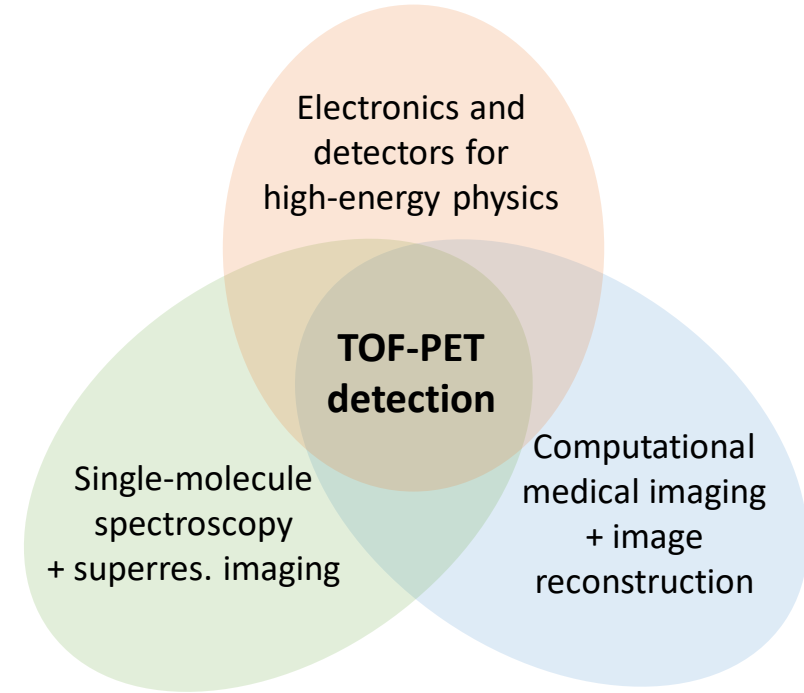 Electronics and
detectors for
high-energy physics
TOF-PET
detection
Single-molecule
spectroscopy
+ superres. imaging
Computational
medical imaging
+ image
reconstruction